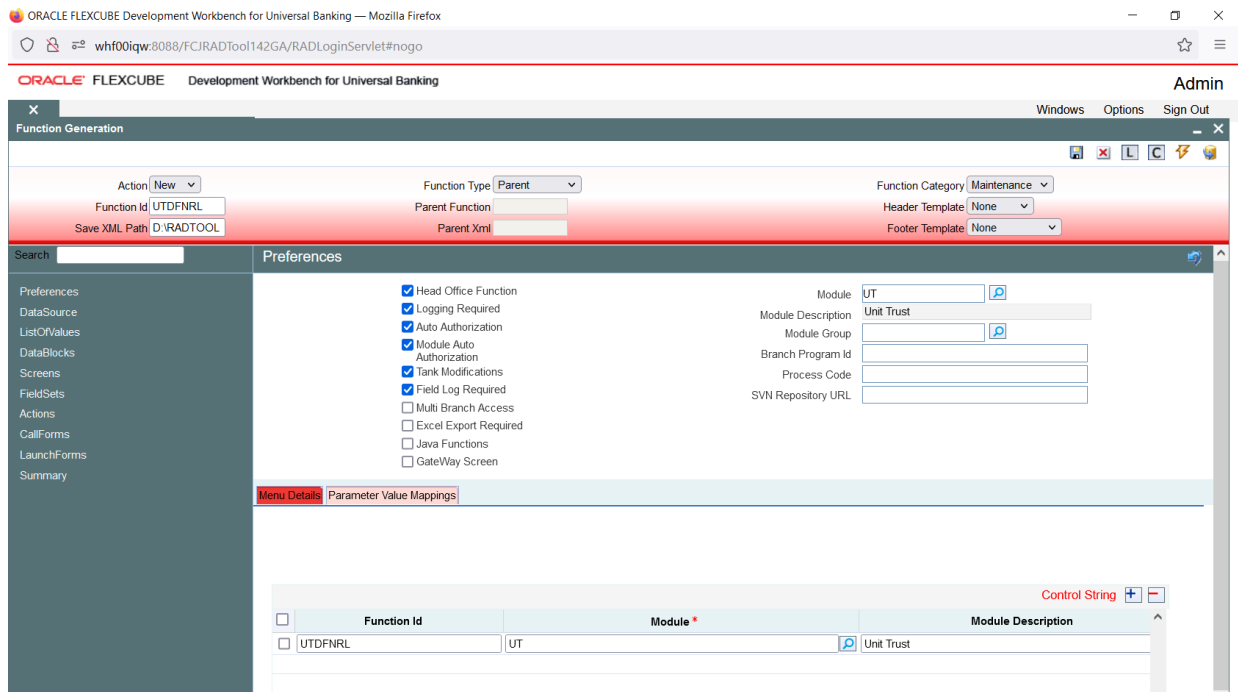 ORACLE FLEXCUBE Development Workbench for Universal Banking — Mozilla Firefox
whf00iqw:8088/FCJRADTool142GA/RADLoginServlet#nogo
ORACLE FLEXCUBE Development Workbench for Universal Banking
Admin
Windows Options Sign Out
Function Generation
L C
Action New Function Type Parent Function Category Maintenance
Function Id UTDFNRL Parent Function Header Template None
Save XML Path D:\RADTOOL Parent Xml Footer Template None
Search
Preferences
Preferences
DataSource
ListOfValues
DataBlocks
Screens
FieldSets
Actions
CallForms
LaunchForms
Summary
Head Office Function
Logging Required
Auto Authorization
Module Auto
Authorization
Tank Modifications
Field Log Required
Multi Branch Access
Excel Export Required
Java Functions
GateWay Screen
Module UT
Module Description Unit Trust
Module Group
Branch Program Id
Process Code
SVN Repository URL
Menu Details Parameter Value Mappings
Control String
Function Id Module * Module Description
UTDFNRL UT Unit Trust